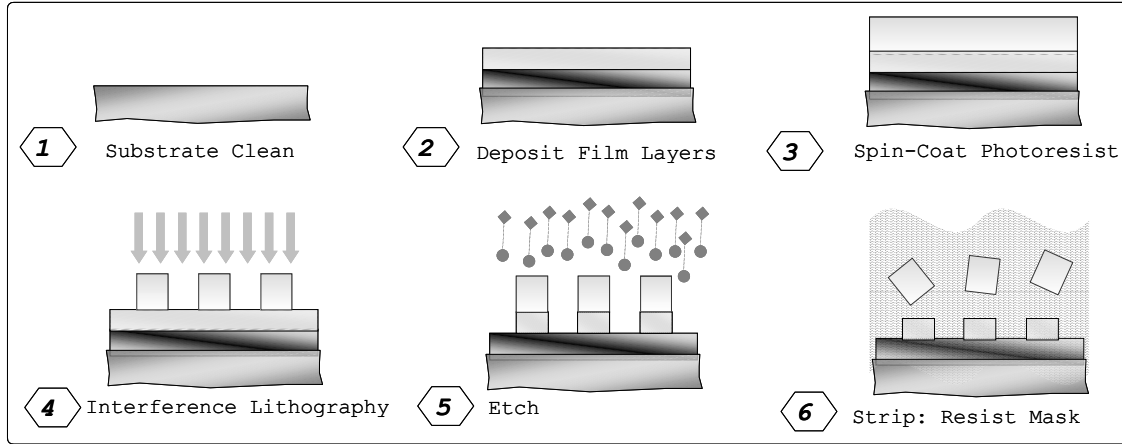 1 Substrate Clean
2 Deposit Film Layers
3 Spin-Coat Photoresist
4 Interference Lithography
5 Etch
6 Strip: Resist Mask